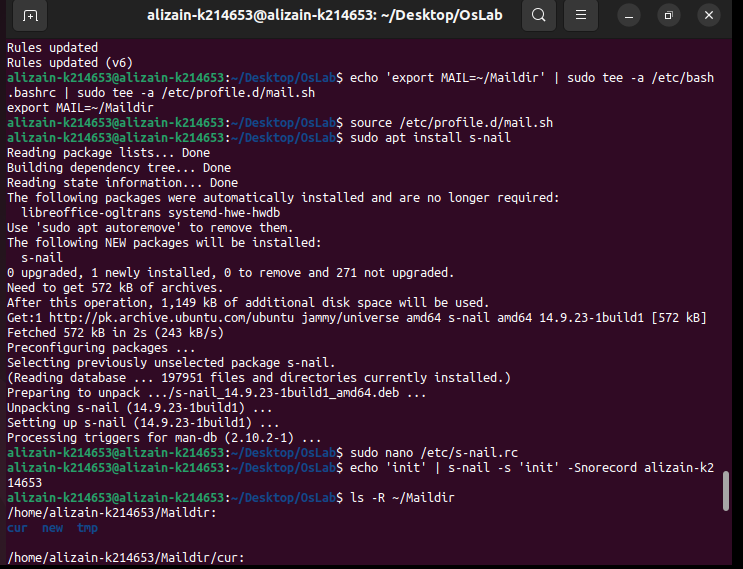 alizain-k214653@alizain-k214653: ~/Desktop/OsLab
Rules updated
Rules updated (v6)
alizain-k214653@alizain-k214653:~/Desktop/OsLab$ echo 'export MAIL=~/Maildir' | sudo tee -a /etc/bash
.bashrc | sudo tee -a /etc/profile.d/mail.sh
export MAIL=~/Maildir
alizain-k214653@alizain-k214653:~/Desktop/OsLab$ source /etc/profile.d/mail.sh
alizain-k214653@alizain-k214653:~/Desktop/OsLab$ sudo apt install s-nail
Reading package lists... Done
Building dependency tree... Done
Reading state information... Done
The following packages were automatically installed and are no longer required:
  libreoffice-ogltrans systemd-hwe-hwdb
Use 'sudo apt autoremove' to remove them.
The following NEW packages will be installed:
  s-nail
0 upgraded, 1 newly installed, 0 to remove and 271 not upgraded.
Need to get 572 kB of archives.
After this operation, 1,149 kB of additional disk space will be used.
Get:1 http://pk.archive.ubuntu.com/ubuntu jammy/universe amd64 s-nail amd64 14.9.23-1build1 [572 kB]
Fetched 572 kB in 2s (243 kB/s)
Preconfiguring packages ...
Selecting previously unselected package s-nail.
(Reading database ... 197951 files and directories currently installed.)
Preparing to unpack .../s-nail_14.9.23-1build1_amd64.deb ...
Unpacking s-nail (14.9.23-1build1) ...
Setting up s-nail (14.9.23-1build1) ...
Processing triggers for man-db (2.10.2-1) ...
alizain-k214653@alizain-k214653:~/Desktop/OsLab$ sudo nano /etc/s-nail.rc
alizain-k214653@alizain-k214653:~/Desktop/OsLab$ echo 'init' | s-nail -s 'init' -Snorecord alizain-k2
14653
alizain-k214653@alizain-k214653:~/Desktop/OsLab$ ls -R ~/Maildir
/home/alizain-k214653/Maildir:
cur  new  tmp
/home/alizain-k214653/Maildir/cur: